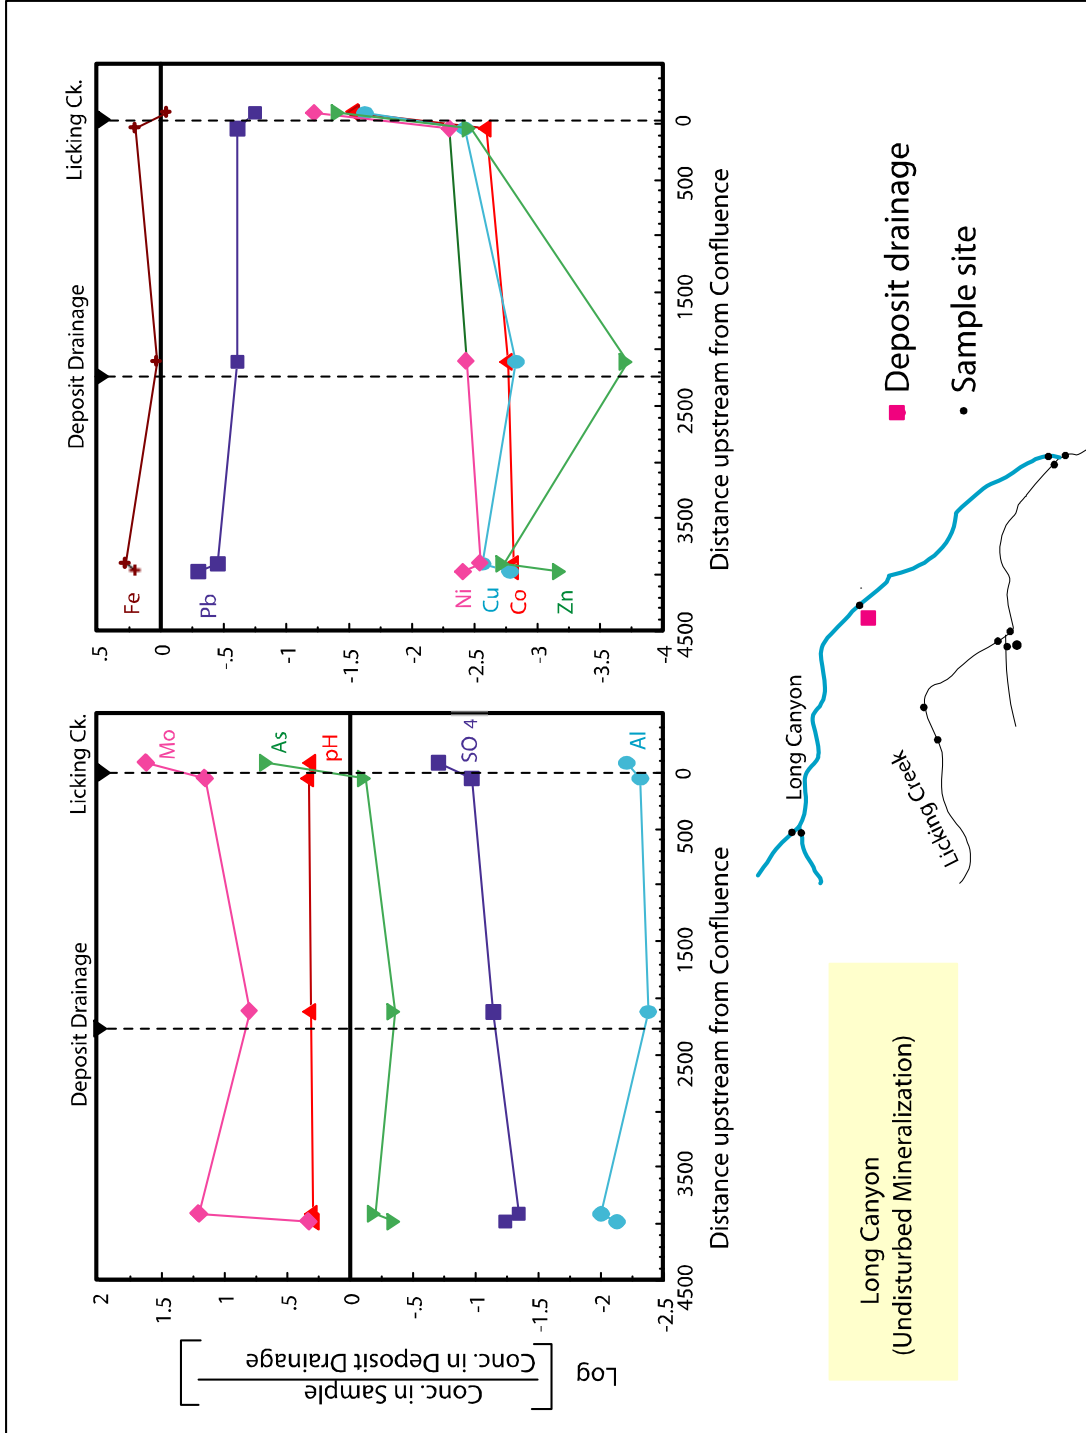 Log
Conc. in Sample
Conc. in Deposit Drainage
2
1.5
1
.5
0
-.5
-1
-1.5
-2
-2.5
Deposit Drainage
Licking Ck.
Mo
As
pH
SO 4
Al
4500
3500
2500
1500
500
0
Distance upstream from Confluence
.5
0
-.5
-1
-1.5
-2
-2.5
-3
-3.5
-4
Deposit Drainage
Licking Ck.
Fe
Pb
Ni
Cu
Co
Zn
4500
3500
2500
1500
500
0
Distance upstream from Confluence
Long Canyon
(Undisturbed Mineralization)
Long Canyon
Licking Creek
Deposit drainage
Sample site